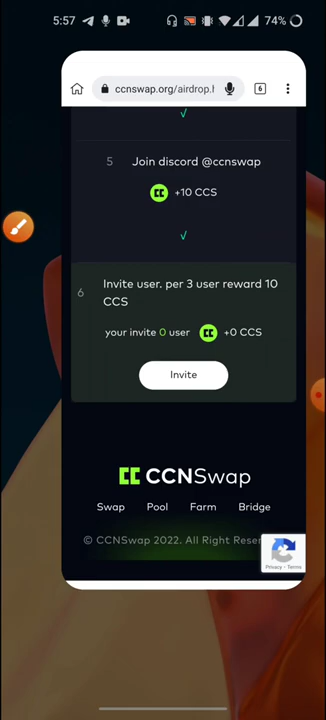 5:57
74%
ccnswap.org/airdrop.h
6
5 Join discord @ccnswap
+10 CCS
6 Invite user. per 3 user reward 10
CCS
your invite 0 user +0 CCS
Invite
CCNSwap
Swap Pool Farm Bridge
© CCNSwap 2022. All Right Reser
Privacy - Terms